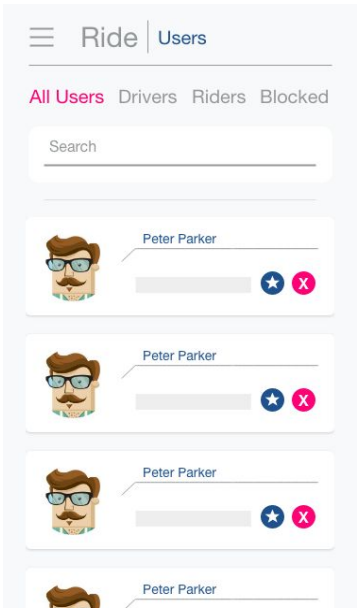 Ride Users
All Users Drivers Riders Blocked
Search
Peter Parker
X
Peter Parker
X
Peter Parker
X
Peter Parker